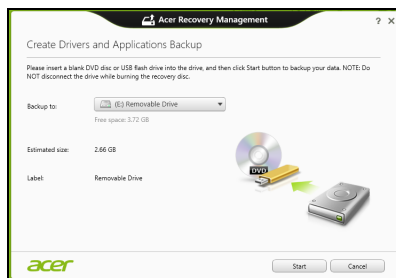 Acer Recovery Management
? X
Create Drivers and Applications Backup
Please insert a blank DVD disc or USB flash drive into the drive, and then click Start button to backup your data. NOTE: Do
NOT disconnect the drive while burning the recovery disc.
Backup to: (E:) Removable Drive
Free space: 3.72 GB
Estimated size: 2.66 GB
DVD
Label: Removable Drive
acer Start Cancel